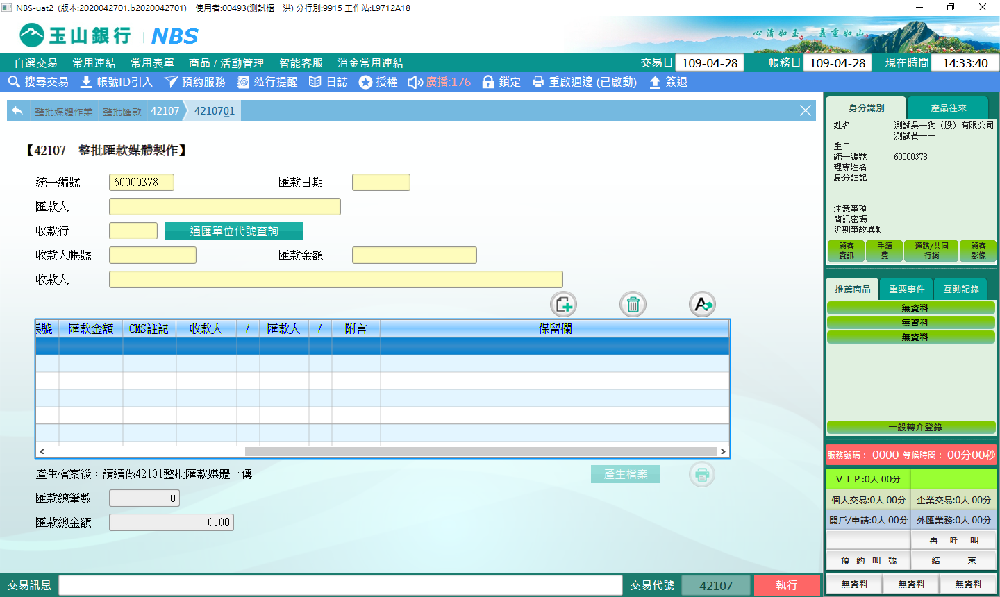 NBS-uat2 (版本:2020042701.b2020042701) 使用者:00493(測試櫃一洪) 分行別:9915 工作站:L9712A18
玉山銀行 | NBS
心清如玉。 義重如山。
自選交易 常用連結 常用表單 商品 / 活動管理 智能客服 消金常用連結 交易日 109-04-28 帳務日 109-04-28 現在時間 14:33:40
搜尋交易 帳號ID引入 預約服務 蒞行提醒 日誌 授權 廣播:176 鎖定 重啟週邊 (已啟動) 簽退
整批媒體作業 整批匯款 42107 4210701
【42107 整批匯款媒體製作】
統一編號 60000378 匯款日期
匯款人
收款行 通匯單位代號查詢
收款人帳號 匯款金額
收款人
帳號 匯款金額 CMS註記 收款人 / 匯款人 / 附言 保留欄
產生檔案後，請續做42101整批匯款媒體上傳 產生檔案
匯款總筆數 0
匯款總金額 0.00
交易訊息 交易代號 42107 執行
身分識別 產品往來
姓名 測試吳一狗（股）有限公司
測試黃一一
生日
統一編號 60000378
理專姓名
身分註記
注意事項
簡訊密碼
近期事故異動
顧客資訊 手續費 通路/共同行銷 顧客影像
推薦商品 重要事件 互動記錄
無資料
無資料
無資料
一般轉介登錄
服務號碼： 0000 等候時間： 00分00秒
ＶＩＰ:0人 00分
個人交易:0人 00分 企業交易:0人 00分
開戶/申請:0人 00分 外匯業務:0人 00分
再 呼 叫
預 約 叫 號 結 束
無資料 無資料 無資料